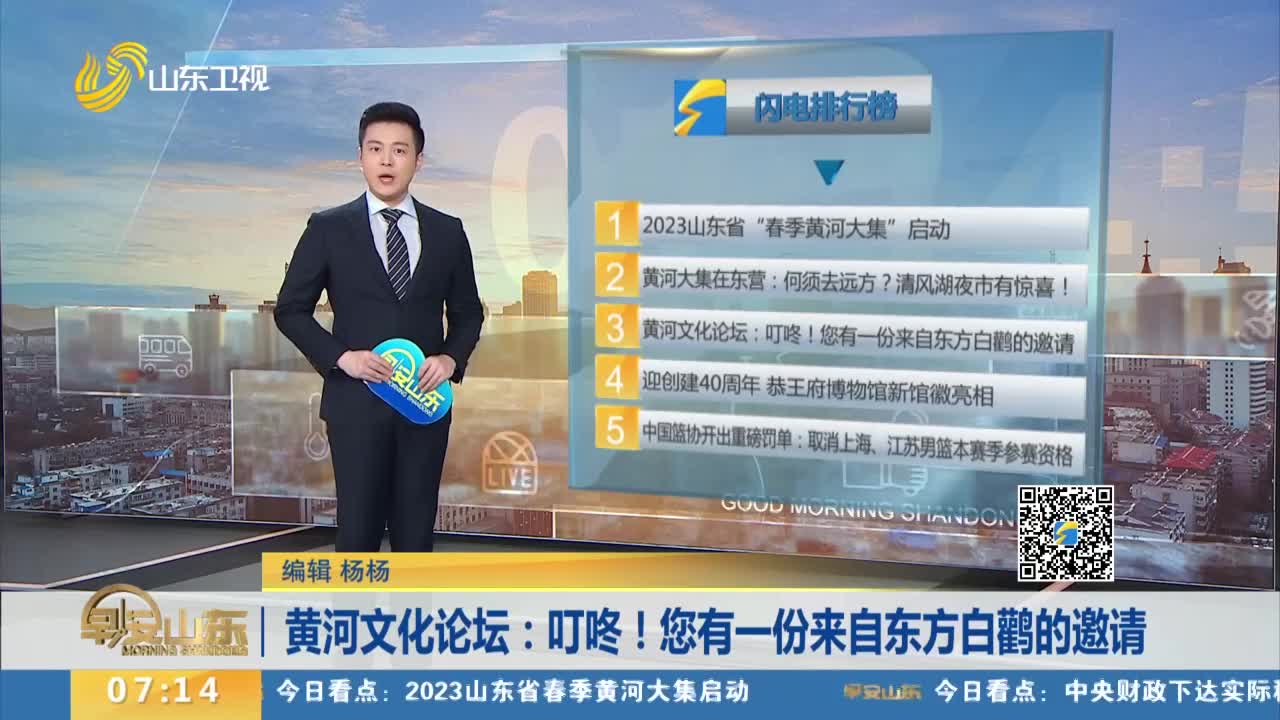 山东卫视
闪电排行榜
1 2023山东省“春季黄河大集”启动
2 黄河大集在东营：何须去远方？清风湖夜市有惊喜！
3 黄河文化论坛：叮咚！您有一份来自东方白鹳的邀请
4 迎创建40周年 恭王府博物馆新馆徽亮相
5 中国篮协开出重磅罚单：取消上海、江苏男篮本赛季参赛资格
早安山东
MORNING SHANDONG
LIVE
GOOD MORNING SHANDON
编辑 杨杨
早安山东
MORNING SHANDONG
黄河文化论坛：叮咚！您有一份来自东方白鹳的邀请
07:14 今日看点：2023山东省春季黄河大集启动 早安山东 今日看点：中央财政下达实际